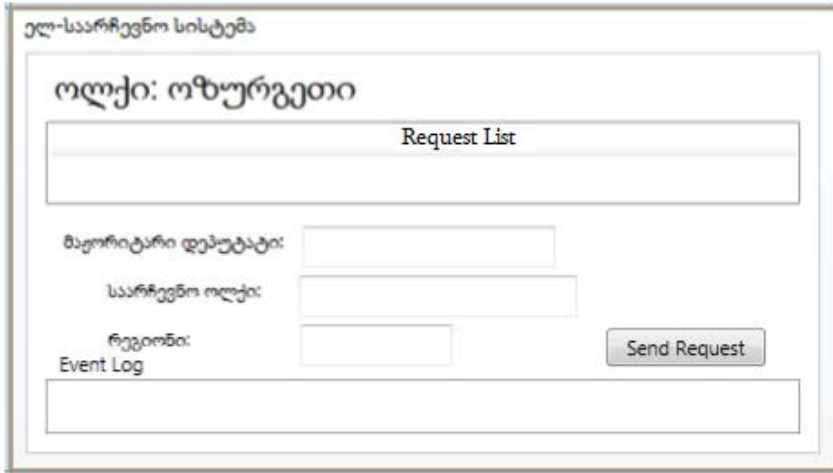 ელ-საარჩევნო სისტემა
ოლქი: ოზურგეთი
Request List
მაჟორიტარი დეპუტატი:
საარჩევნო ოლქი:
რეგიონი:
Send Request
Event Log